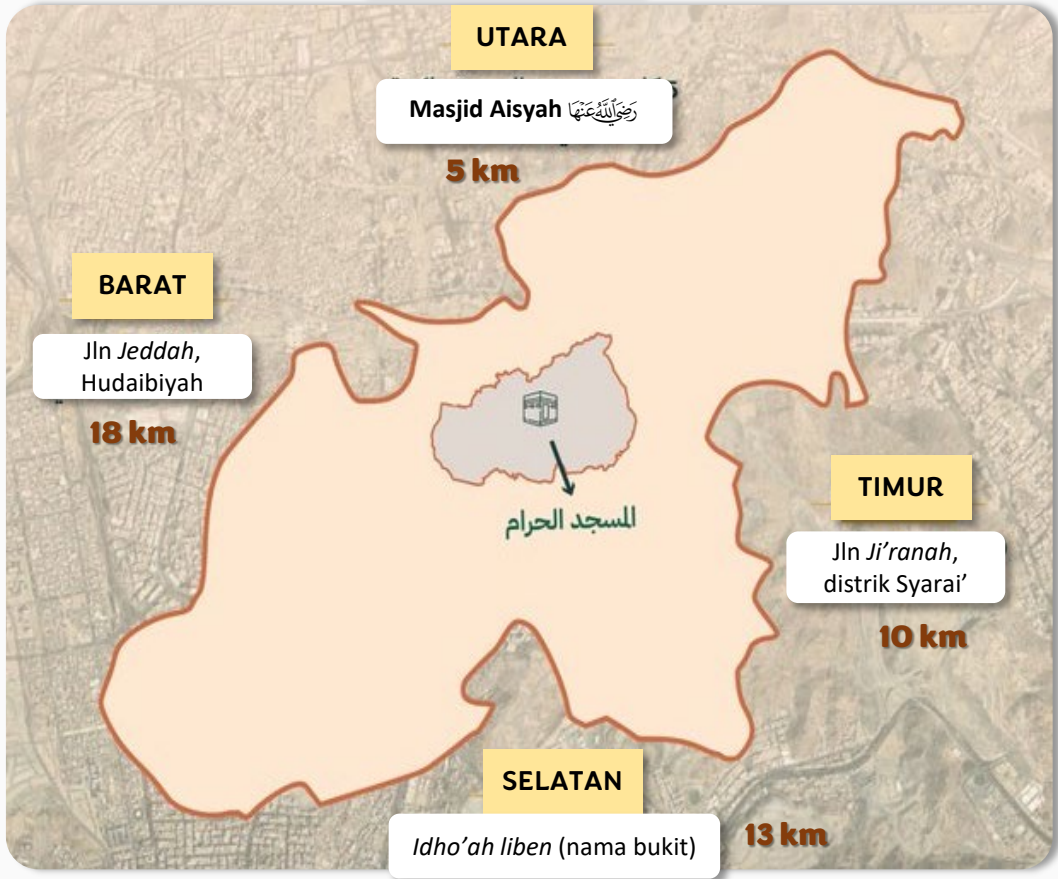 UTARA
Masjid Aisyah رَضِيَ اللَّهُ عَنْهَا
5 km
BARAT
Jln Jeddah,
Hudaibiyah
18 km
المسجد الحرام
TIMUR
Jln Ji’ranah,
distrik Syarai’
10 km
SELATAN
Idho’ah liben (nama bukit)
13 km